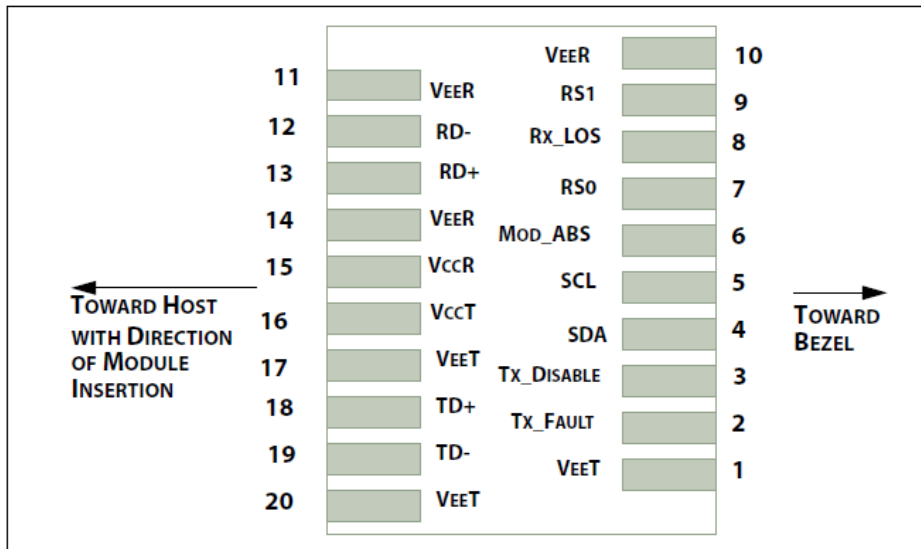 11 VEER
12 RD-
13 RD+
14 VEER
15 VCCR
16 VCCT
17 VEET
18 TD+
19 TD-
20 VEET
TOWARD HOST
WITH DIRECTION
OF MODULE
INSERTION
VEER 10
RS1 9
RX_LOS 8
RS0 7
MOD_ABS 6
SCL 5
SDA 4
TX_DISABLE 3
TX_FAULT 2
VEET 1
TOWARD
BEZEL